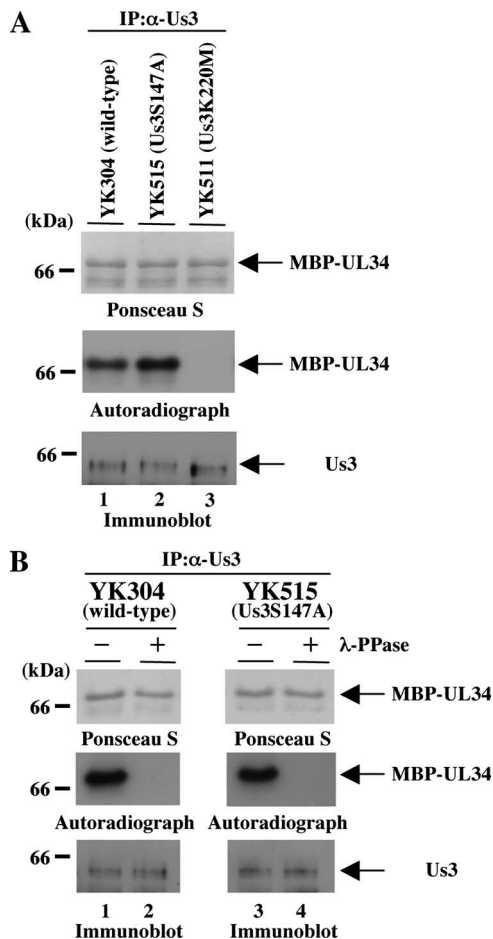 A
IP:α-Us3
YK304 (wild-type)
YK515 (Us3S147A)
YK511 (Us3K220M)
(kDa)
66
MBP-UL34
Ponsceau S
66
MBP-UL34
Autoradiograph
66
Us3
1 2 3
Immunoblot
B
IP:α-Us3
YK304 YK515
(wild-type) (Us3S147A)
− + − + λ-PPase
(kDa)
66
MBP-UL34
Ponsceau S Ponsceau S
66
MBP-UL34
Autoradiograph Autoradiograph
66
Us3
1 2 3 4
Immunoblot Immunoblot